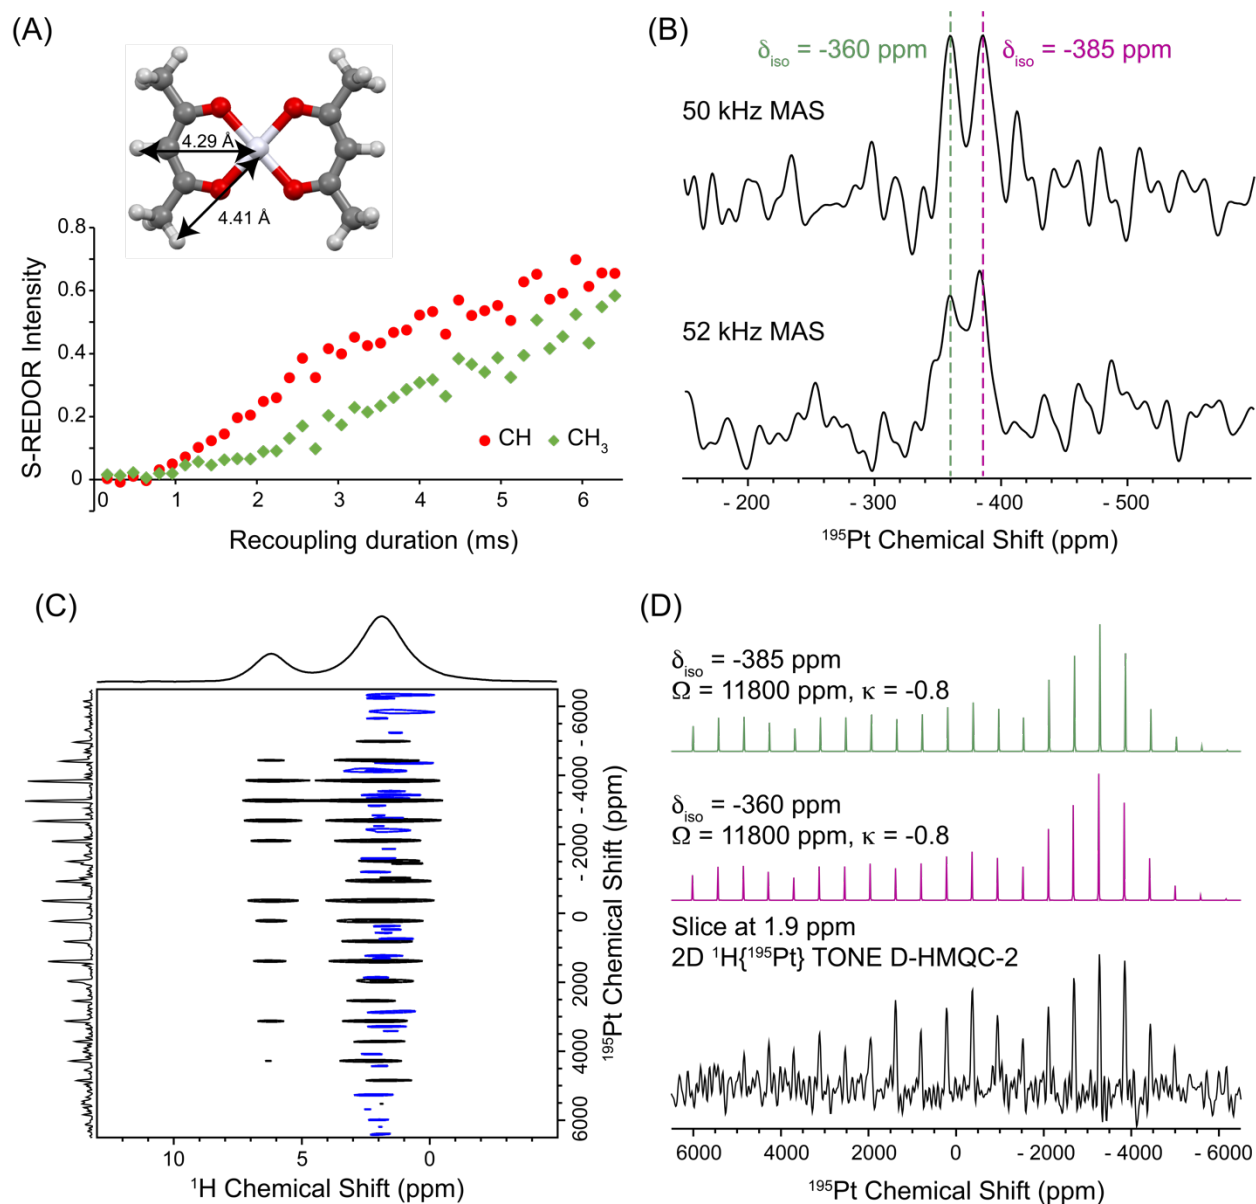 (A)
4.29 Å
4.41 Å
0.8
0.6
0.4
0.2
0
S-REDOR Intensity
CH
CH3
0 1 2 3 4 5 6
Recoupling duration (ms)
(B)
δiso = -360 ppm
δiso = -385 ppm
50 kHz MAS
52 kHz MAS
- 200 - 300 - 400 - 500
195Pt Chemical Shift (ppm)
(C)
- 6000
- 4000
- 2000
0
2000
4000
6000
195Pt Chemical Shift (ppm)
10 5 0
1H Chemical Shift (ppm)
(D)
δiso = -385 ppm
Ω = 11800 ppm, κ = -0.8
δiso = -360 ppm
Ω = 11800 ppm, κ = -0.8
Slice at 1.9 ppm
2D 1H{195Pt} TONE D-HMQC-2
6000 4000 2000 0 - 2000 - 4000 - 6000
195Pt Chemical Shift (ppm)